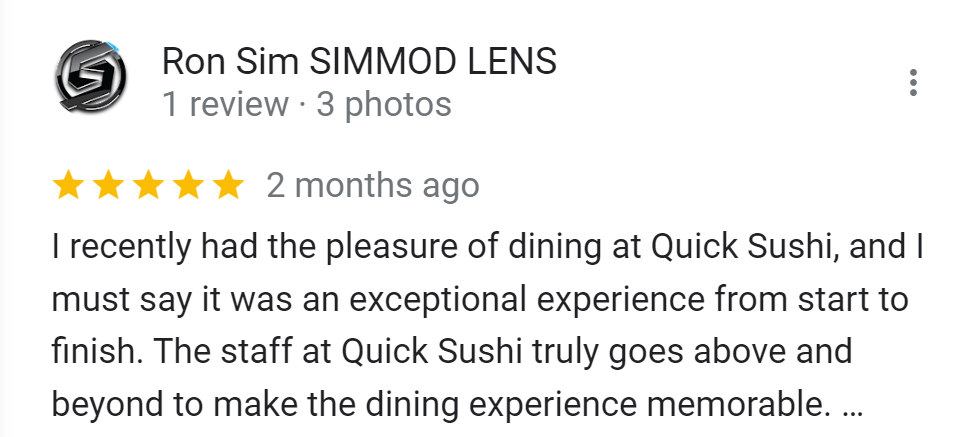 Ron Sim SIMMOD LENS
1 review · 3 photos
2 months ago
I recently had the pleasure of dining at Quick Sushi, and I
must say it was an exceptional experience from start to
finish. The staff at Quick Sushi truly goes above and
beyond to make the dining experience memorable. ...